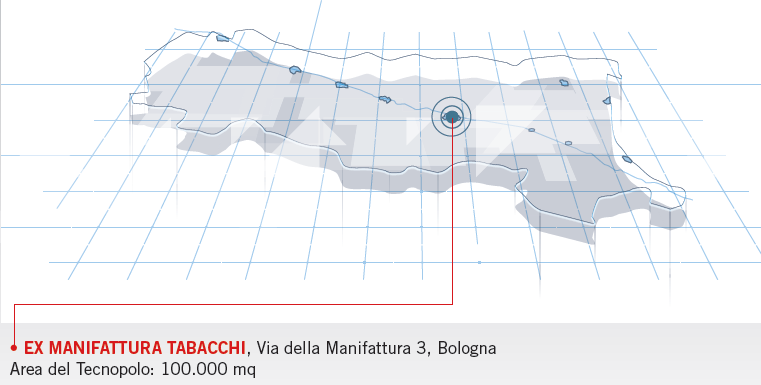 • EX MANIFATTURA TABACCHI, Via della Manifattura 3, Bologna
Area del Tecnopolo: 100.000 mq